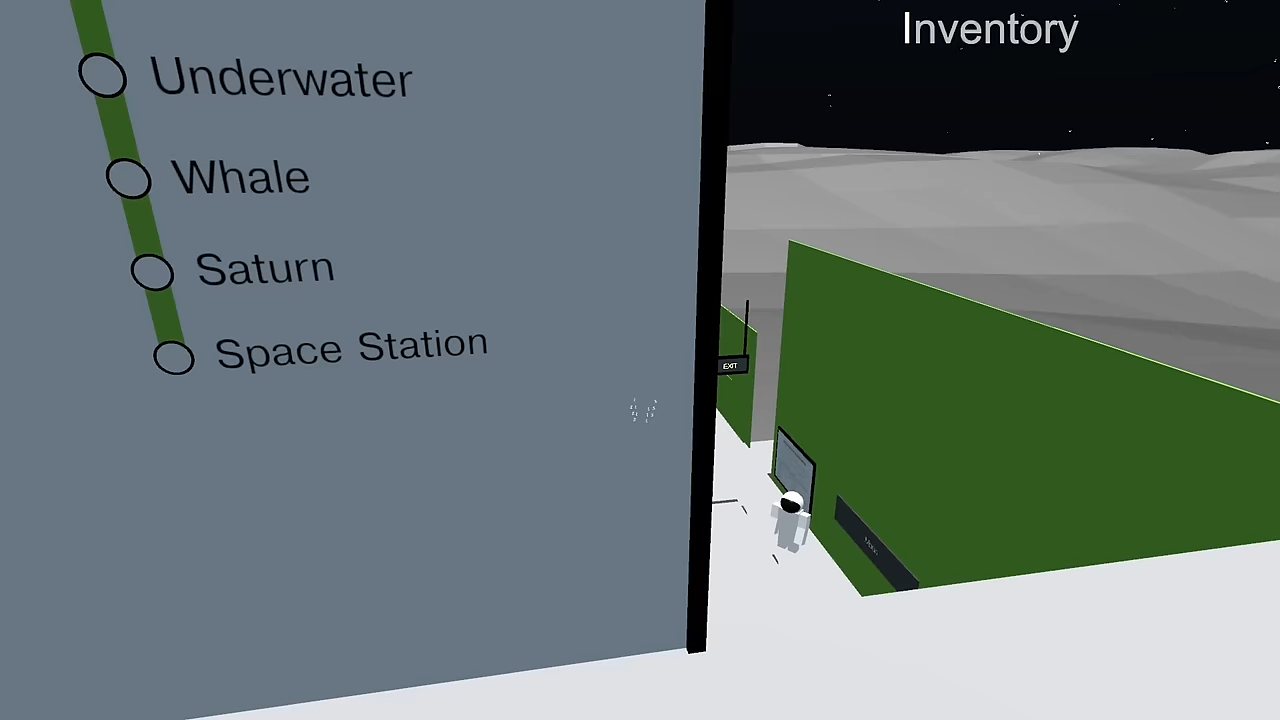 Inventory
Underwater
Whale
Saturn
Space Station
EXIT